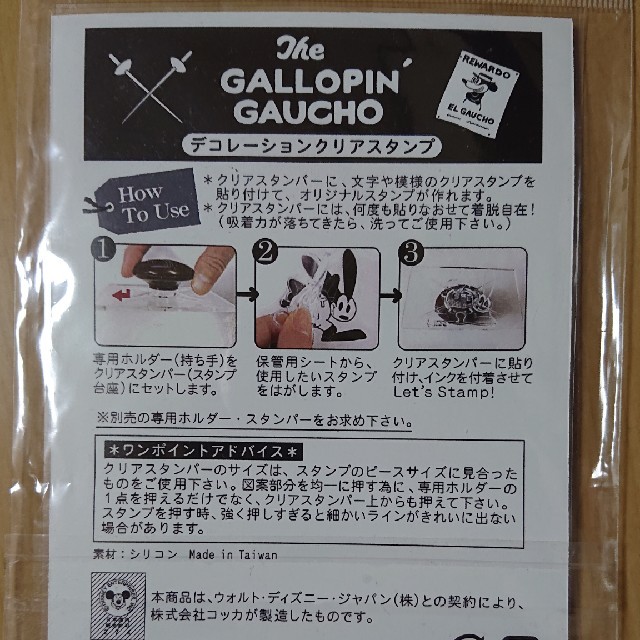 The
GALLOPIN'
GAUCHO
REWARDO
EL GAUCHO
デコレーションクリアスタンプ
How
To Use
＊クリアスタンパーに、文字や模様のクリアスタンプを
貼り付けて、オリジナルスタンプが作れます。
＊クリアスタンパーには、何度も貼りなおせて着脱自在！
（吸着力が落ちてきたら、洗ってご使用下さい。）
1
2
3
専用ホルダー（持ち手）を
クリアスタンパー（スタンプ
台座）にセットします。
保管用シートから、
使用したいスタンプ
をはがします。
クリアスタンパーに貼り
付け、インクを付着させて
Let's Stamp!
※別売の専用ホルダー・スタンパーをお求め下さい。
＊ワンポイントアドバイス＊
クリアスタンパーのサイズは、スタンプのピースサイズに見合った
ものをご使用下さい。図案部分を均一に押す為に、専用ホルダーの
１点を押えるだけでなく、クリアスタンパー上からも押えて下さい。
スタンプを押す時、強く押しすぎると細かいラインがきれいに出ない
場合があります。
素材：シリコン Made in Taiwan
本商品は、ウォルト・ディズニー・ジャパン（株）との契約により、
株式会社コッカが製造したものです。